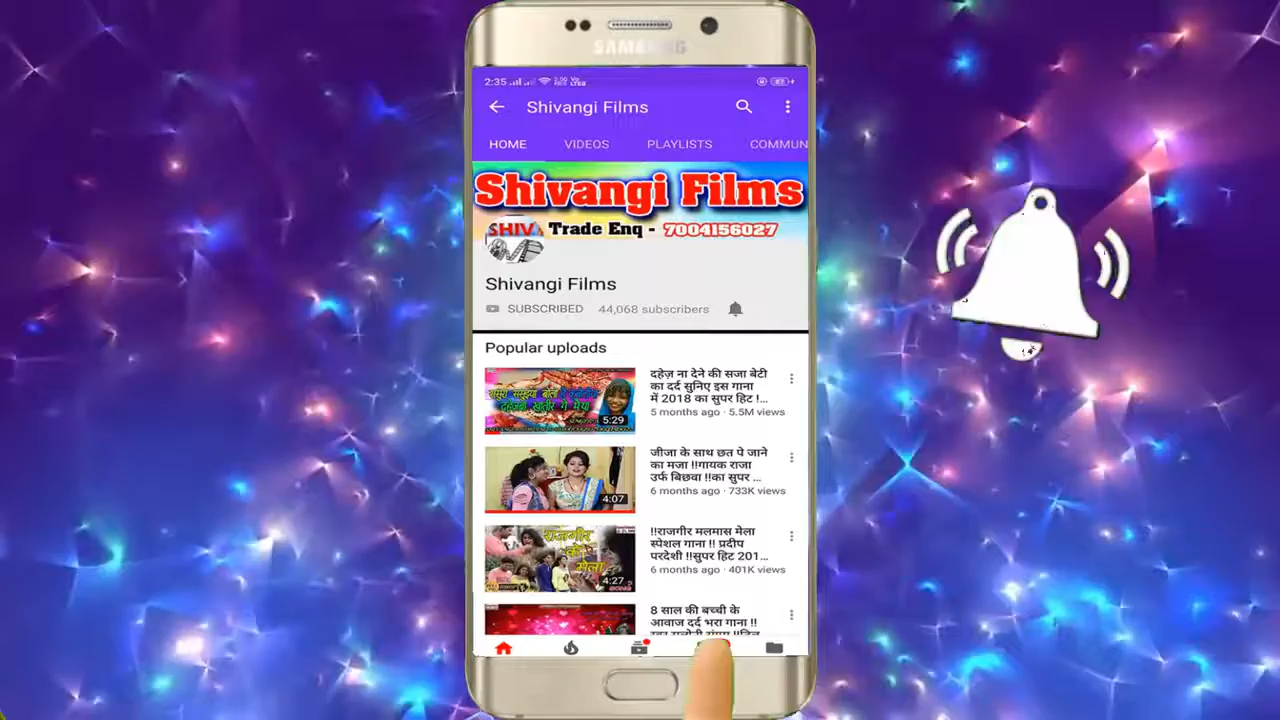 SAMSUNG
2:35
Shivangi Films
HOME VIDEOS PLAYLISTS COMMUN
Shivangi Films
SHIV
Trade Enq - 7004156027
Shivangi Films
SUBSCRIBED 44,068 subscribers
Popular uploads
दहेज़ ना देने की सजा बेटी
का दर्द सुनिए इस गाना
में 2018 का सुपर हिट !...
5 months ago · 5.5M views
5:29
जीजा के साथ छत पे जाने
का मजा !!गायक राजा
उर्फ बिछवा !!का सुपर ...
6 months ago · 733K views
4:07
!!राजगीर मलमास मेला
स्पेशल गाना !! प्रदीप
परदेशी !!सुपर हिट 201...
6 months ago · 401K views
राजगीर
के
मेला
4:27
8 साल की बच्ची के
आवाज दर्द भरा गाना !!